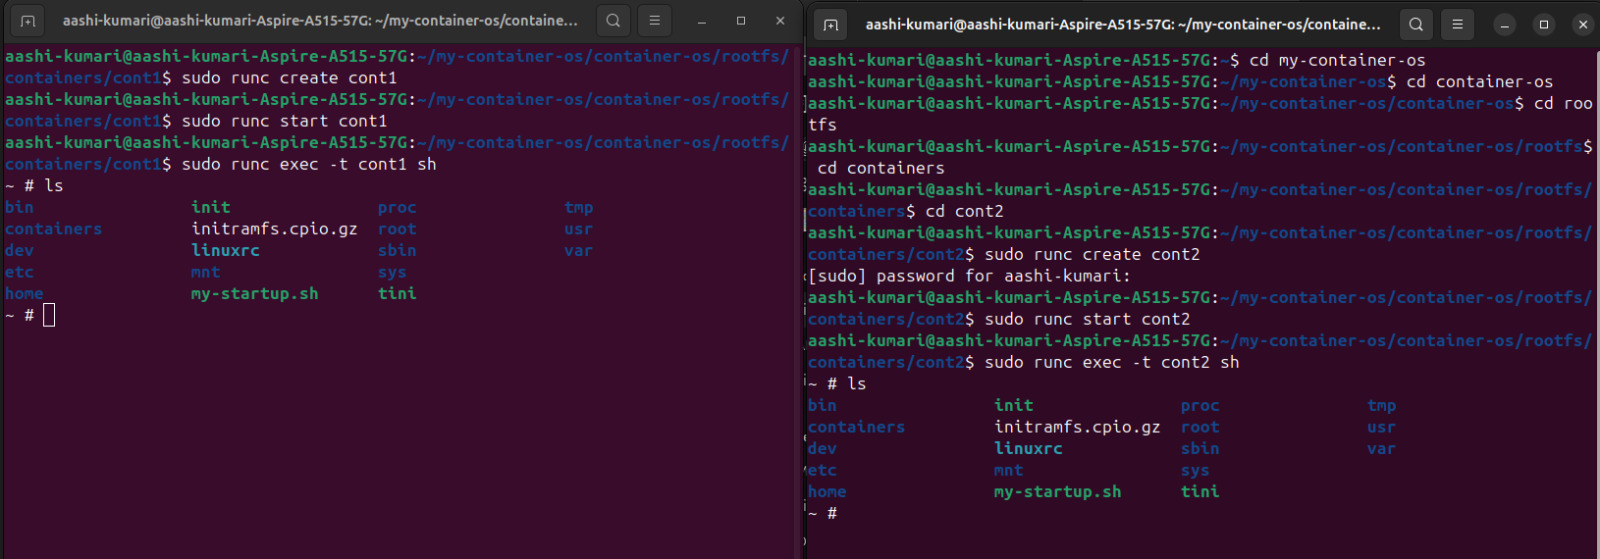 aashi-kumari@aashi-kumari-Aspire-A515-57G: ~/my-container-os/containe...
aashi-kumari@aashi-kumari-Aspire-A515-57G:~/my-container-os/container-os/rootfs/
containers/cont1$ sudo runc create cont1
aashi-kumari@aashi-kumari-Aspire-A515-57G:~/my-container-os/container-os/rootfs/
containers/cont1$ sudo runc start cont1
aashi-kumari@aashi-kumari-Aspire-A515-57G:~/my-container-os/container-os/rootfs/
containers/cont1$ sudo runc exec -t cont1 sh
~ # ls
bin init proc tmp
containers initramfs.cpio.gz root usr
dev linuxrc sbin var
etc mnt sys
home my-startup.sh tini
~ #
aashi-kumari@aashi-kumari-Aspire-A515-57G: ~/my-container-os/containe...
aashi-kumari@aashi-kumari-Aspire-A515-57G:~$ cd my-container-os
aashi-kumari@aashi-kumari-Aspire-A515-57G:~/my-container-os$ cd container-os
aashi-kumari@aashi-kumari-Aspire-A515-57G:~/my-container-os/container-os$ cd roo
tfs
aashi-kumari@aashi-kumari-Aspire-A515-57G:~/my-container-os/container-os/rootfs$
cd containers
aashi-kumari@aashi-kumari-Aspire-A515-57G:~/my-container-os/container-os/rootfs/
containers$ cd cont2
aashi-kumari@aashi-kumari-Aspire-A515-57G:~/my-container-os/container-os/rootfs/
containers/cont2$ sudo runc create cont2
[sudo] password for aashi-kumari:
aashi-kumari@aashi-kumari-Aspire-A515-57G:~/my-container-os/container-os/rootfs/
containers/cont2$ sudo runc start cont2
aashi-kumari@aashi-kumari-Aspire-A515-57G:~/my-container-os/container-os/rootfs/
containers/cont2$ sudo runc exec -t cont2 sh
~ # ls
bin init proc tmp
containers initramfs.cpio.gz root usr
dev linuxrc sbin var
etc mnt sys
home my-startup.sh tini
~ #